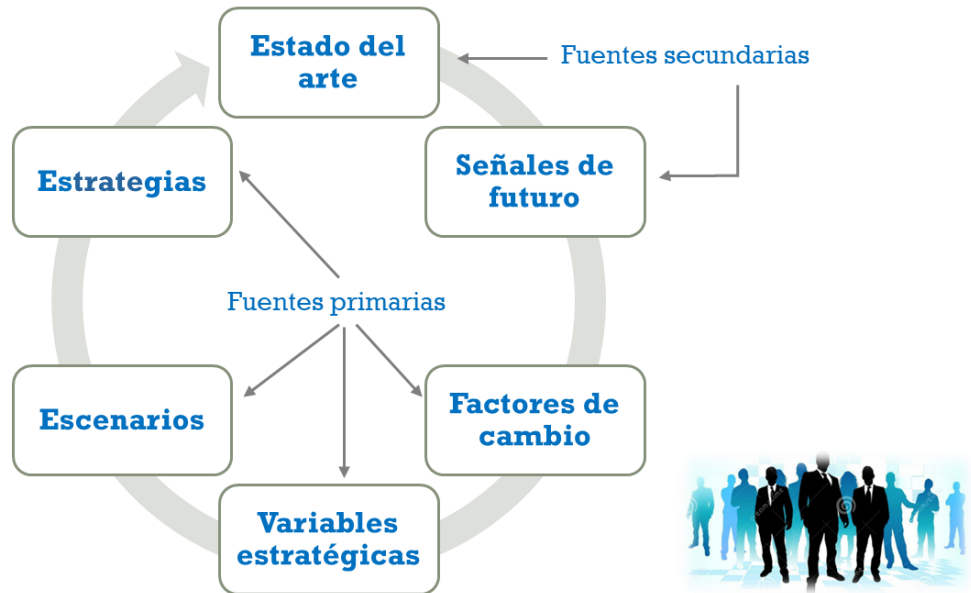 Estado del
arte
Fuentes secundarias
Señales de
futuro
Estrategias
Fuentes primarias
Factores de
cambio
Escenarios
Variables
estratégicas